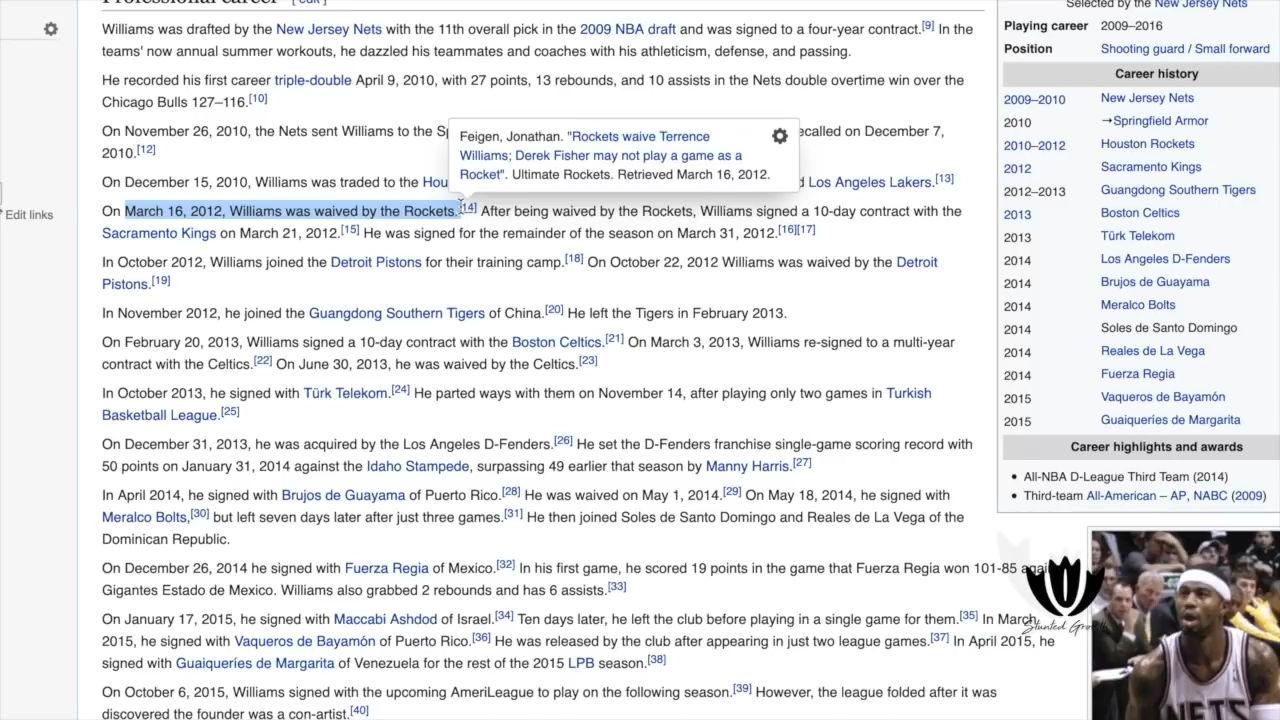 Professional career [ edit ]
Williams was drafted by the New Jersey Nets with the 11th overall pick in the 2009 NBA draft and was signed to a four-year contract.[9] In the
teams' now annual summer workouts, he dazzled his teammates and coaches with his athleticism, defense, and passing.
He recorded his first career triple-double April 9, 2010, with 27 points, 13 rebounds, and 10 assists in the Nets double overtime win over the
Chicago Bulls 127–116.[10]
On November 26, 2010, the Nets sent Williams to the Sp
ecalled on December 7,
2010.[12]
Feigen, Jonathan. "Rockets waive Terrence
Williams; Derek Fisher may not play a game as a
Rocket". Ultimate Rockets. Retrieved March 16, 2012.
On December 15, 2010, Williams was traded to the Hou
d Los Angeles Lakers.[13]
On March 16, 2012, Williams was waived by the Rockets.[14] After being waived by the Rockets, Williams signed a 10-day contract with the
Sacramento Kings on March 21, 2012.[15] He was signed for the remainder of the season on March 31, 2012.[16][17]
In October 2012, Williams joined the Detroit Pistons for their training camp.[18] On October 22, 2012 Williams was waived by the Detroit
Pistons.[19]
In November 2012, he joined the Guangdong Southern Tigers of China.[20] He left the Tigers in February 2013.
On February 20, 2013, Williams signed a 10-day contract with the Boston Celtics.[21] On March 3, 2013, Williams re-signed to a multi-year
contract with the Celtics.[22] On June 30, 2013, he was waived by the Celtics.[23]
In October 2013, he signed with Türk Telekom.[24] He parted ways with them on November 14, after playing only two games in Turkish
Basketball League.[25]
On December 31, 2013, he was acquired by the Los Angeles D-Fenders.[26] He set the D-Fenders franchise single-game scoring record with
50 points on January 31, 2014 against the Idaho Stampede, surpassing 49 earlier that season by Manny Harris.[27]
In April 2014, he signed with Brujos de Guayama of Puerto Rico.[28] He was waived on May 1, 2014.[29] On May 18, 2014, he signed with
Meralco Bolts,[30] but left seven days later after just three games.[31] He then joined Soles de Santo Domingo and Reales de La Vega of the
Dominican Republic.
On December 26, 2014 he signed with Fuerza Regia of Mexico.[32] In his first game, he scored 19 points in the game that Fuerza Regia won 101-85 again
Gigantes Estado de Mexico. Williams also grabbed 2 rebounds and has 6 assists.[33]
On January 17, 2015, he signed with Maccabi Ashdod of Israel.[34] Ten days later, he left the club before playing in a single game for them.[35] In March
2015, he signed with Vaqueros de Bayamón of Puerto Rico.[36] He was released by the club after appearing in just two league games.[37] In April 2015, he
signed with Guaiqueríes de Margarita of Venezuela for the rest of the 2015 LPB season.[38]
On October 6, 2015, Williams signed with the upcoming AmeriLeague to play on the following season.[39] However, the league folded after it was
discovered the founder was a con-artist.[40]
Edit links
Selected by the New Jersey Nets
Playing career 2009–2016
Position Shooting guard / Small forward
Career history
2009–2010 New Jersey Nets
2010 →Springfield Armor
2010–2012 Houston Rockets
2012 Sacramento Kings
2012–2013 Guangdong Southern Tigers
2013 Boston Celtics
2013 Türk Telekom
2014 Los Angeles D-Fenders
2014 Brujos de Guayama
2014 Meralco Bolts
2014 Soles de Santo Domingo
2014 Reales de La Vega
2014 Fuerza Regia
2015 Vaqueros de Bayamón
2015 Guaiqueríes de Margarita
Career highlights and awards
All-NBA D-League Third Team (2014)
Third-team All-American – AP, NABC (2009)
Stunted Growth
NETS